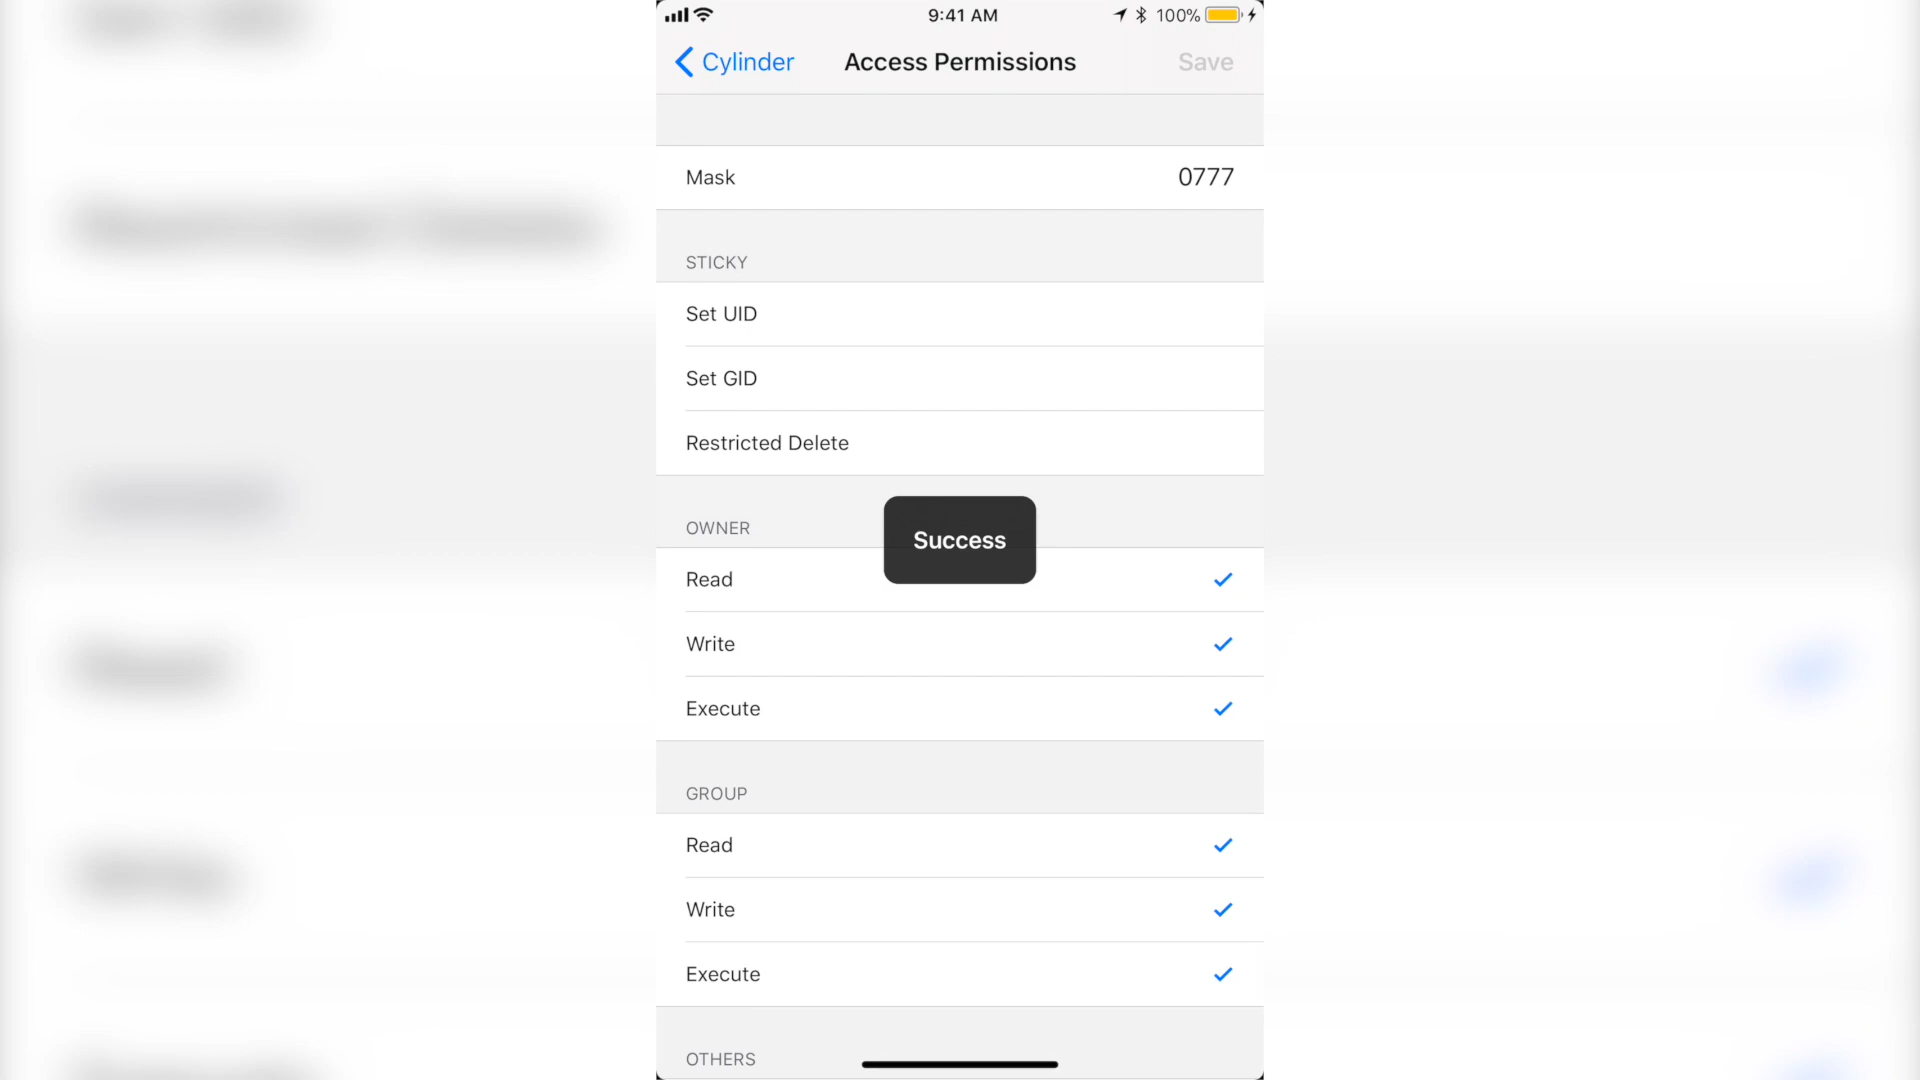 9:41 AM
100%
Cylinder
Access Permissions
Save
Mask
0777
STICKY
Set UID
Set GID
Restricted Delete
OWNER
Success
Read
Write
Execute
GROUP
Read
Write
Execute
OTHERS